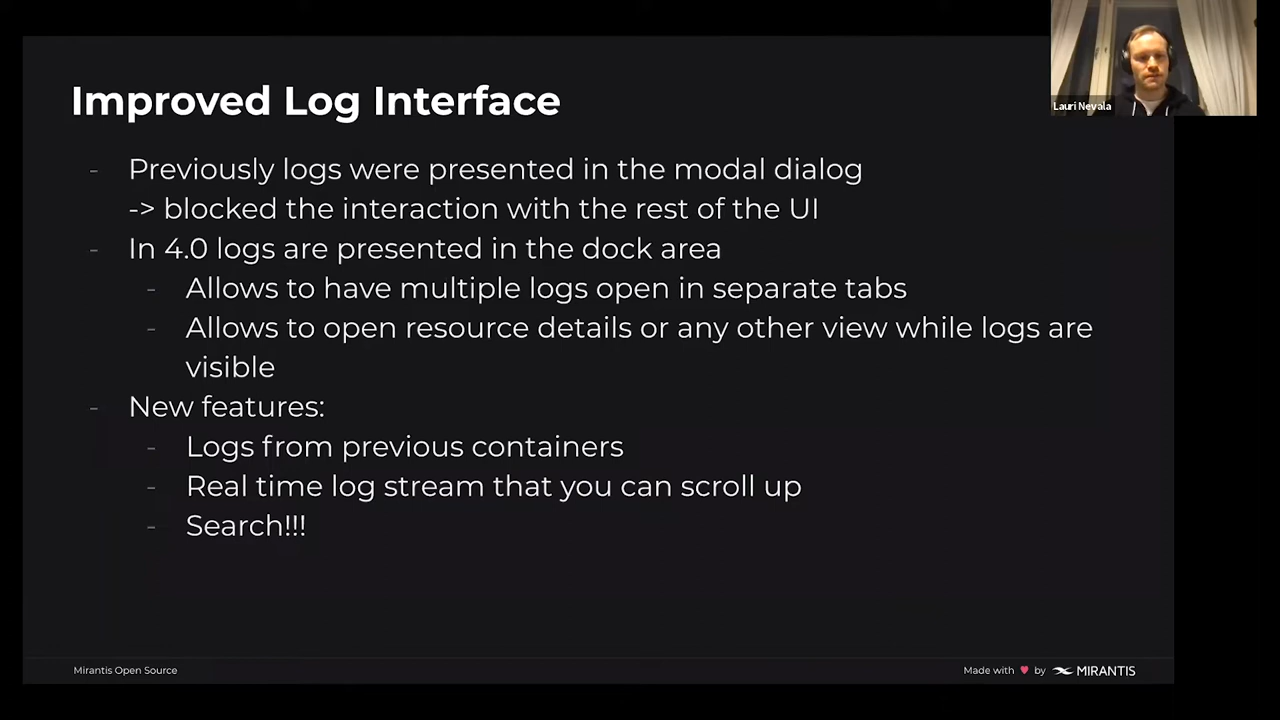 Improved Log Interface
Lauri Nevala
- Previously logs were presented in the modal dialog
-> blocked the interaction with the rest of the UI
- In 4.0 logs are presented in the dock area
- Allows to have multiple logs open in separate tabs
- Allows to open resource details or any other view while logs are
visible
- New features:
- Logs from previous containers
- Real time log stream that you can scroll up
- Search!!!
Mirantis Open Source
Made with ♥ by MIRANTIS